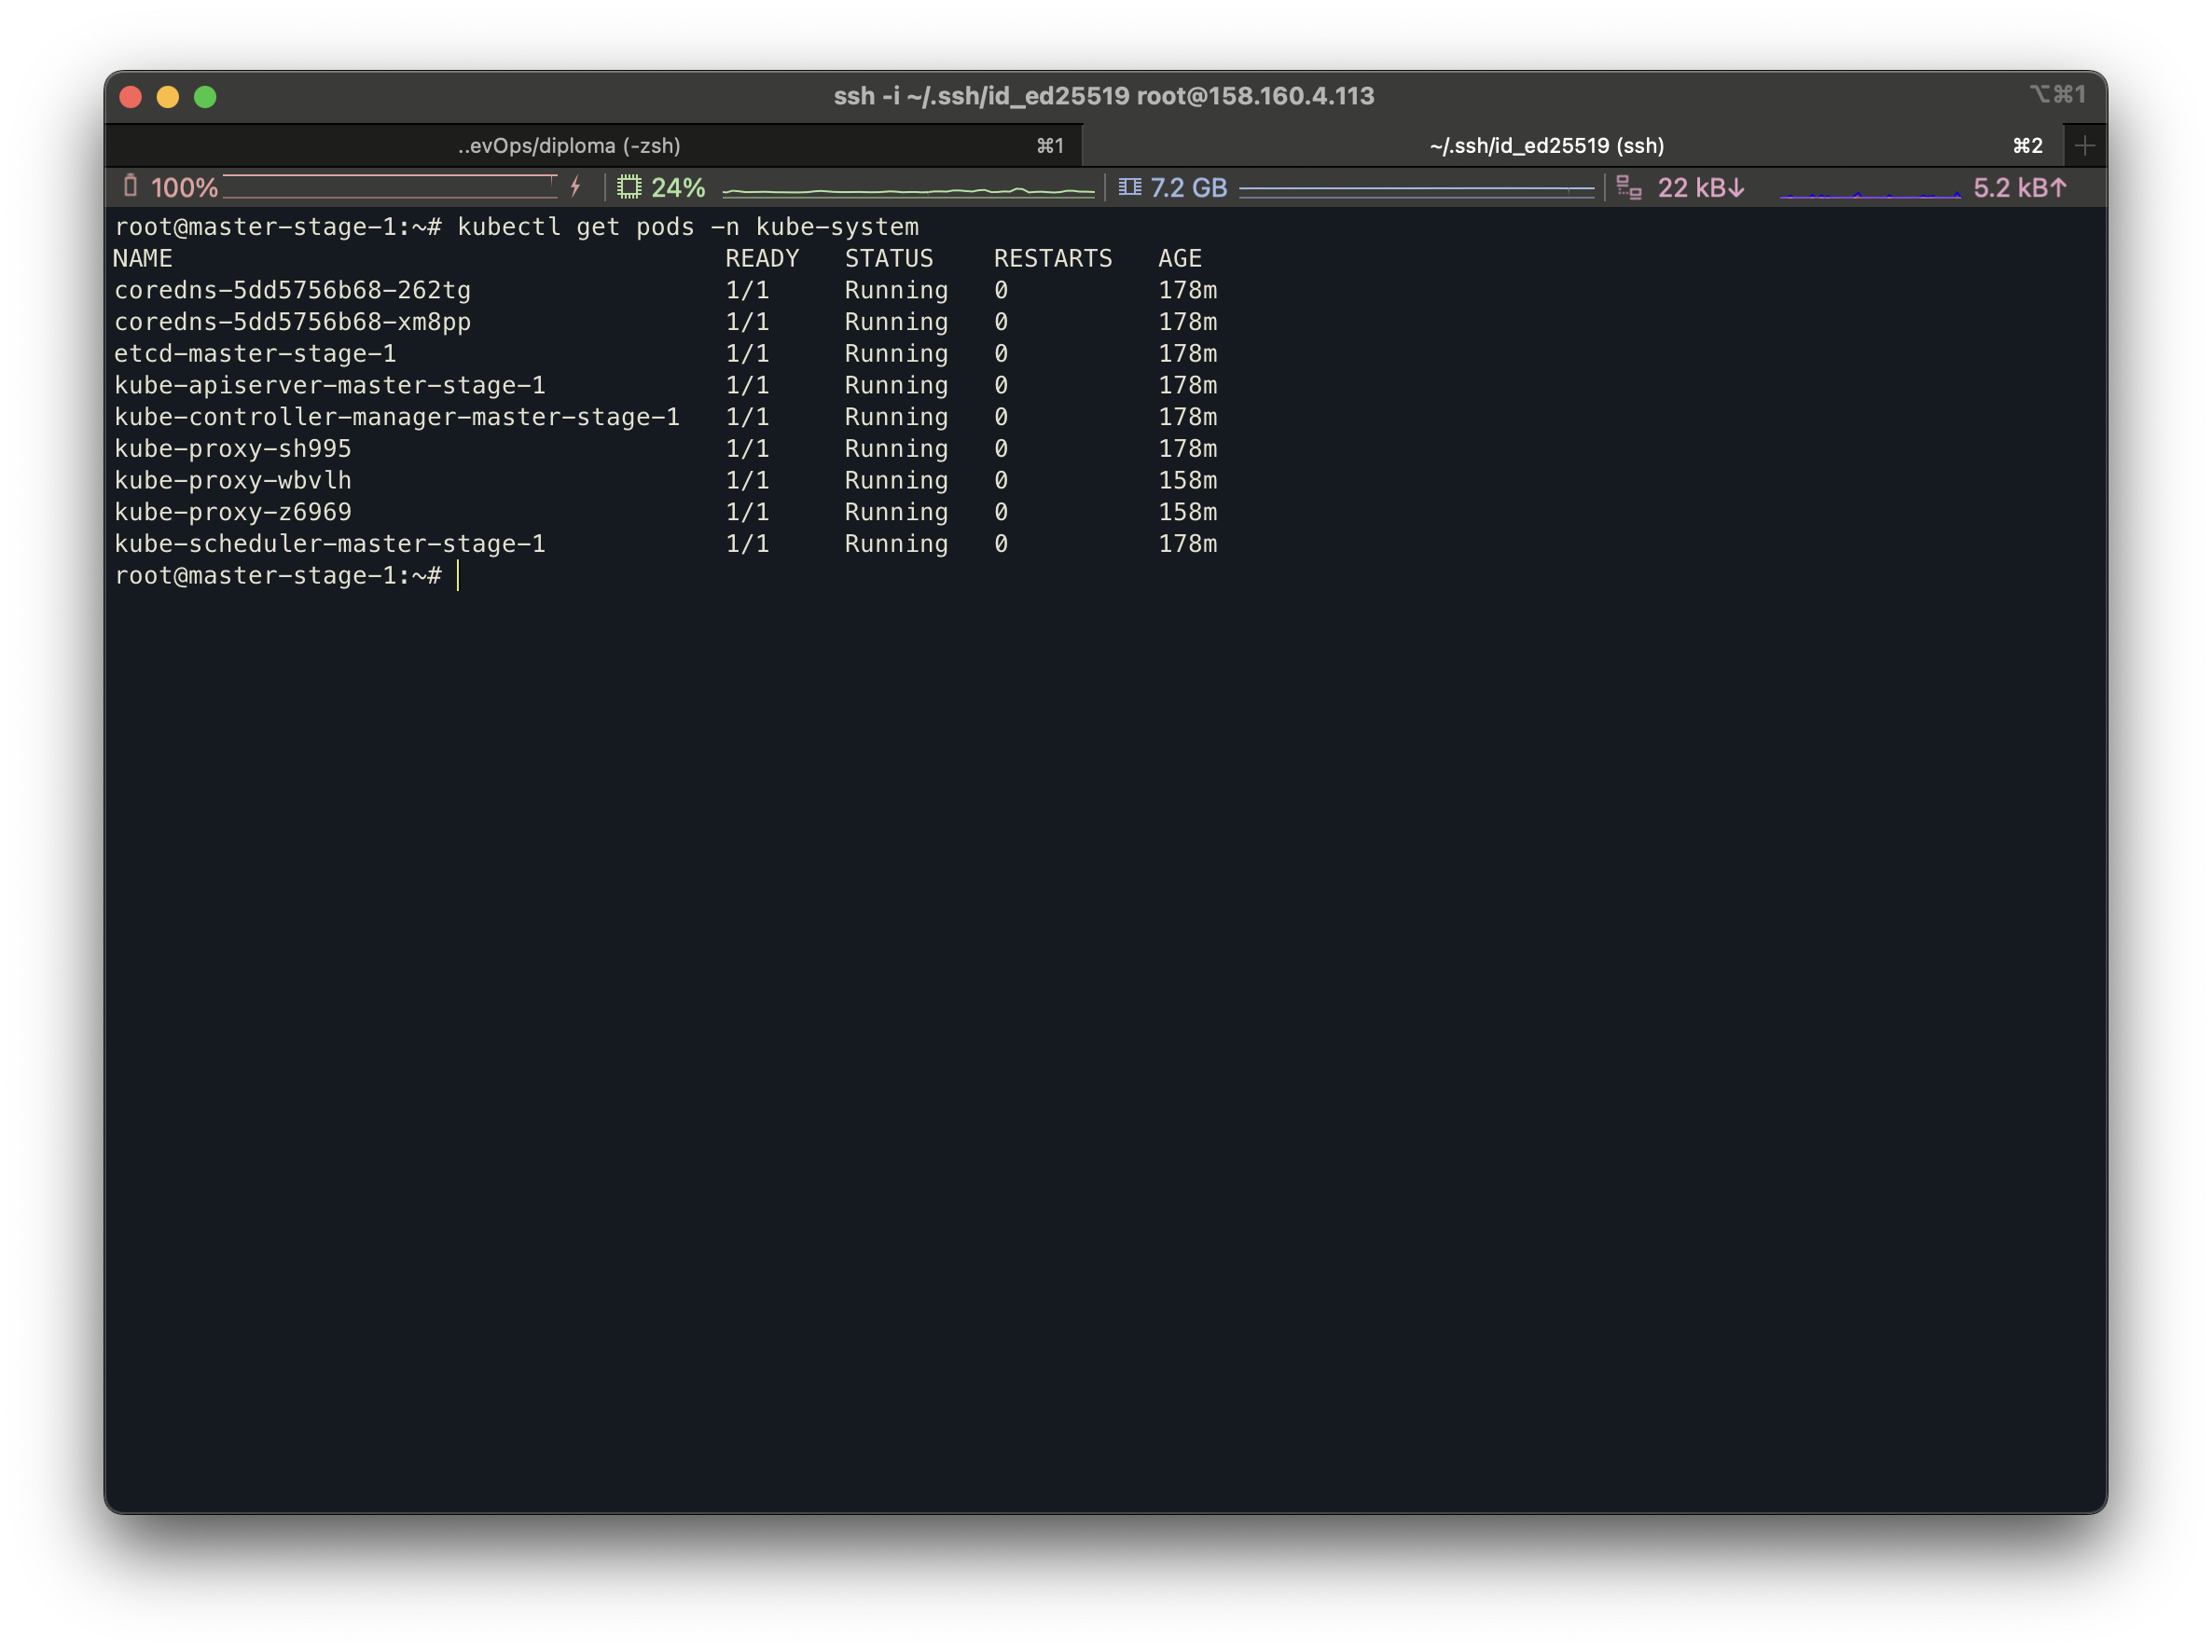 ssh -i ~/.ssh/id_ed25519 root@158.160.4.113 ⌥⌘1
..evOps/diploma (-zsh) ⌘1 ~/.ssh/id_ed25519 (ssh) ⌘2 +
100% 24% 7.2 GB 22 kB↓ 5.2 kB↑
root@master-stage-1:~# kubectl get pods -n kube-system
NAME READY STATUS RESTARTS AGE
coredns-5dd5756b68-262tg 1/1 Running 0 178m
coredns-5dd5756b68-xm8pp 1/1 Running 0 178m
etcd-master-stage-1 1/1 Running 0 178m
kube-apiserver-master-stage-1 1/1 Running 0 178m
kube-controller-manager-master-stage-1 1/1 Running 0 178m
kube-proxy-sh995 1/1 Running 0 178m
kube-proxy-wbvlh 1/1 Running 0 158m
kube-proxy-z6969 1/1 Running 0 158m
kube-scheduler-master-stage-1 1/1 Running 0 178m
root@master-stage-1:~#